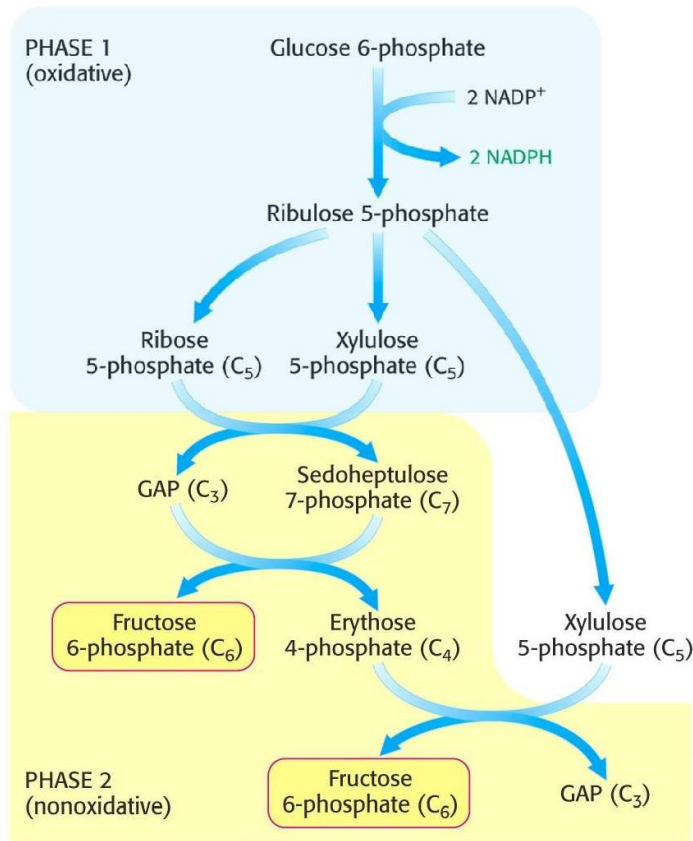 PHASE 1
(oxidative)
Glucose 6-phosphate
2 NADP⁺
2 NADPH
Ribulose 5-phosphate
Ribose
5-phosphate (C₅)
Xylulose
5-phosphate (C₅)
GAP (C₃)
Sedoheptulose
7-phosphate (C₇)
Fructose
6-phosphate (C₆)
Erythose
4-phosphate (C₄)
Xylulose
5-phosphate (C₅)
PHASE 2
(nonoxidative)
Fructose
6-phosphate (C₆)
GAP (C₃)